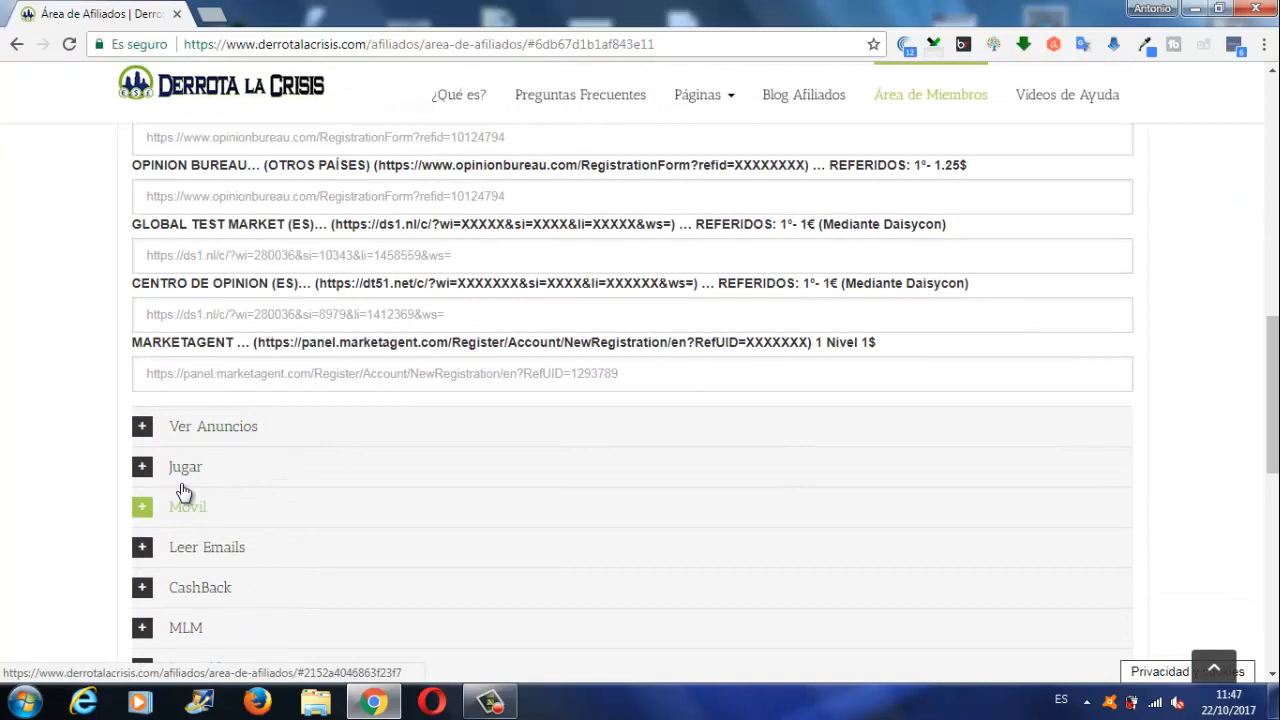 Área de Afiliados | Derro
Antonio
Es seguro
https://www.derrotalacrisis.com/afiliados/area-de-afiliados/#6db67d1b1af843e11
12
6
DERROTA LA CRISIS
¿Qué es?
Preguntas Frecuentes
Páginas
Blog Afiliados
Área de Miembros
Vídeos de Ayuda
https://www.opinionbureau.com/RegistrationForm?refid=10124794
OPINION BUREAU... (OTROS PAÍSES) (https://www.opinionbureau.com/RegistrationForm?refid=XXXXXXXX) ... REFERIDOS: 1º- 1.25$
https://www.opinionbureau.com/RegistrationForm?refid=10124794
GLOBAL TEST MARKET (ES)... (https://ds1.nl/c/?wi=XXXXX&si=XXXX&li=XXXXX&ws=) ... REFERIDOS: 1º- 1€ (Mediante Daisycon)
https://ds1.nl/c/?wi=280036&si=10343&li=1458559&ws=
CENTRO DE OPINION (ES)... (https://dt51.net/c/?wi=XXXXXXX&si=XXXX&li=XXXXXX&ws=) ... REFERIDOS: 1º- 1€ (Mediante Daisycon)
https://ds1.nl/c/?wi=280036&si=8979&li=1412369&ws=
MARKETAGENT ... (https://panel.marketagent.com/Register/Account/NewRegistration/en?RefUID=XXXXXXX) 1 Nivel 1$
https://panel.marketagent.com/Register/Account/NewRegistration/en?RefUID=1293789
Ver Anuncios
Jugar
Movil
Leer Emails
CashBack
MLM
https://www.derrotalacrisis.com/afiliados/area-de-afiliados/#2152a4046863f23f7
Privacidad y cookies
ES
11:47
22/10/2017